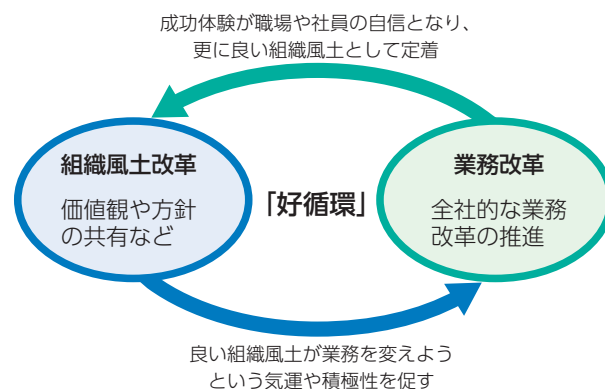 成功体験が職場や社員の自信となり、
更に良い組織風土として定着
組織風土改革
価値観や方針
の共有など
「好循環」
業務改革
全社的な業務
改革の推進
良い組織風土が業務を変えよう
という気運や積極性を促す